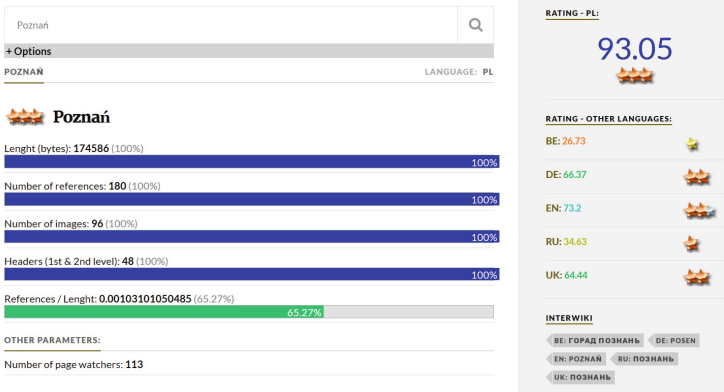 Poznań
+ Options
POZNAŃ LANGUAGE: PL
Poznań
Lenght (bytes): 174586 (100%)
100%
Number of references: 180 (100%)
100%
Number of images: 96 (100%)
100%
Headers (1st & 2nd level): 48 (100%)
100%
References / Lenght: 0.00103101050485 (65.27%)
65.27%
OTHER PARAMETERS:
Number of page watchers: 113
RATING - PL:
93.05
RATING - OTHER LANGUAGES:
BE: 26.73
DE: 66.37
EN: 73.2
RU: 34.63
UK: 64.44
INTERWIKI
BE: ГОРАД ПОЗНАНЬ DE: POSEN
EN: POZNAŃ RU: ПОЗНАНЬ
UK: ПОЗНАНЬ